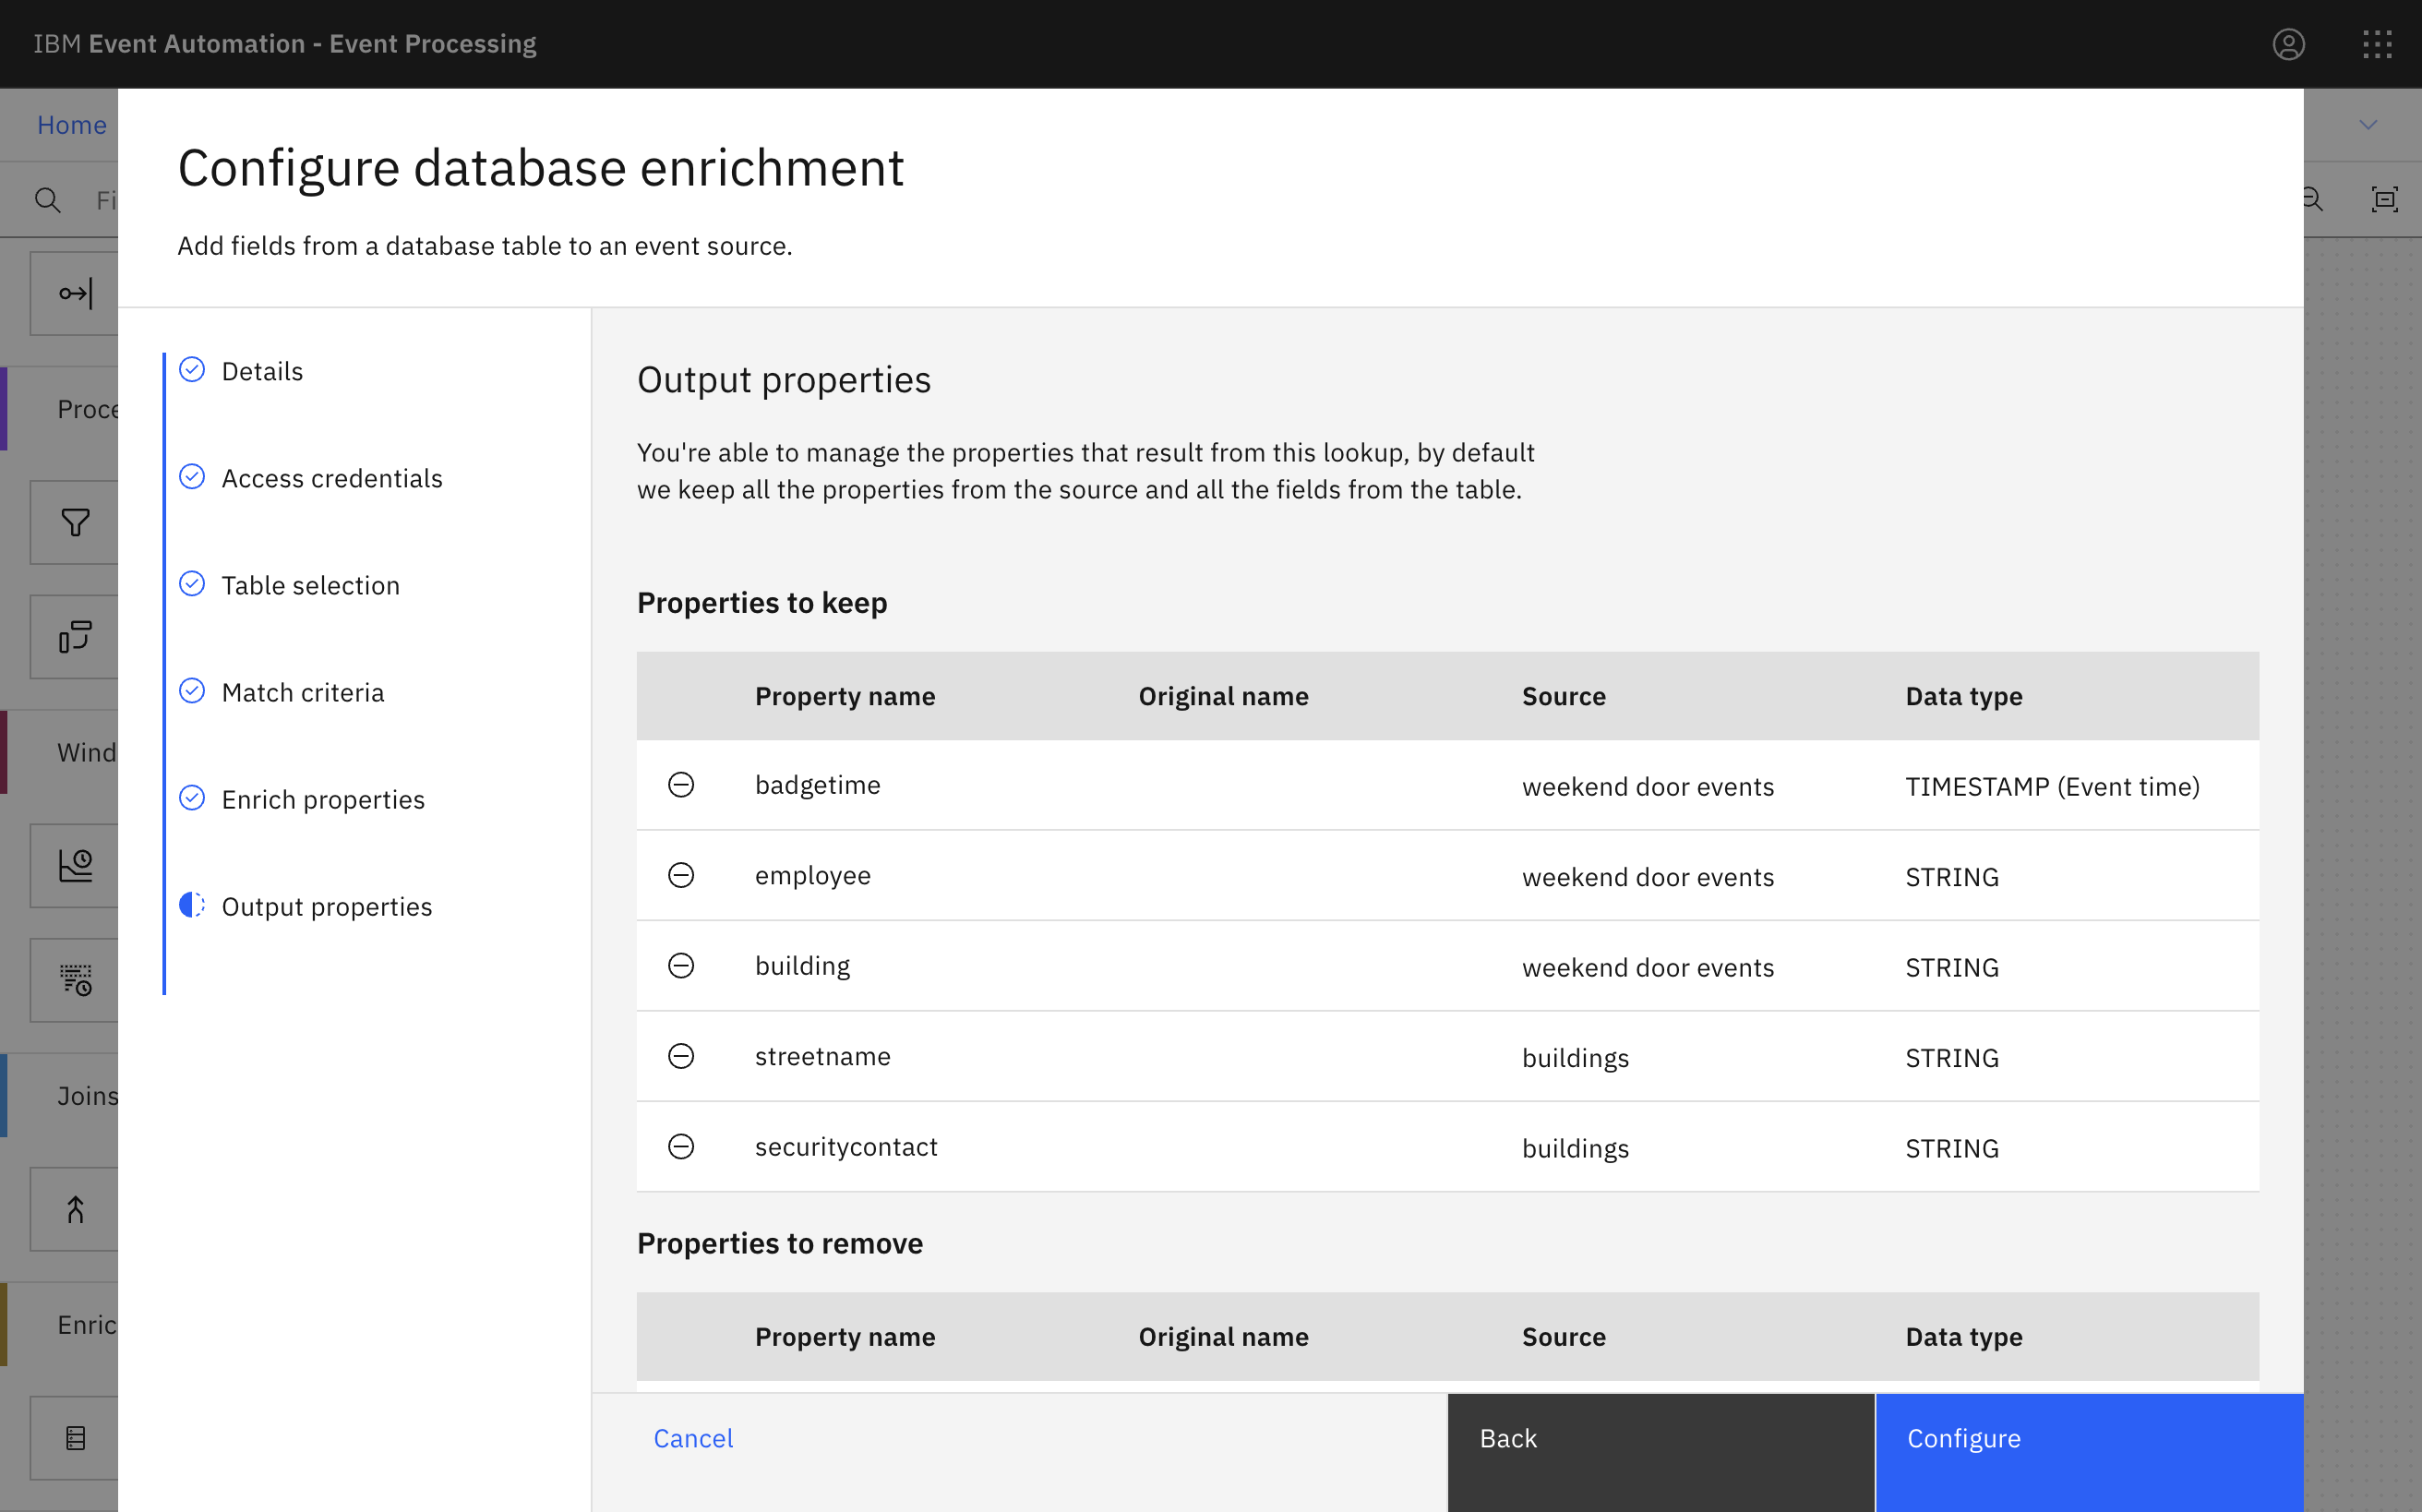 IBM Event Automation - Event Processing
Home
Configure database enrichment
Add fields from a database table to an event source.
Details
Access credentials
Table selection
Match criteria
Enrich properties
Output properties
Output properties
You're able to manage the properties that result from this lookup, by default
we keep all the properties from the source and all the fields from the table.
Properties to keep
Property name Original name Source Data type
badgetime weekend door events TIMESTAMP (Event time)
employee weekend door events STRING
building weekend door events STRING
streetname buildings STRING
securitycontact buildings STRING
Properties to remove
Property name Original name Source Data type
Cancel Back Configure
Fi
Proce
Wind
Joins
Enric